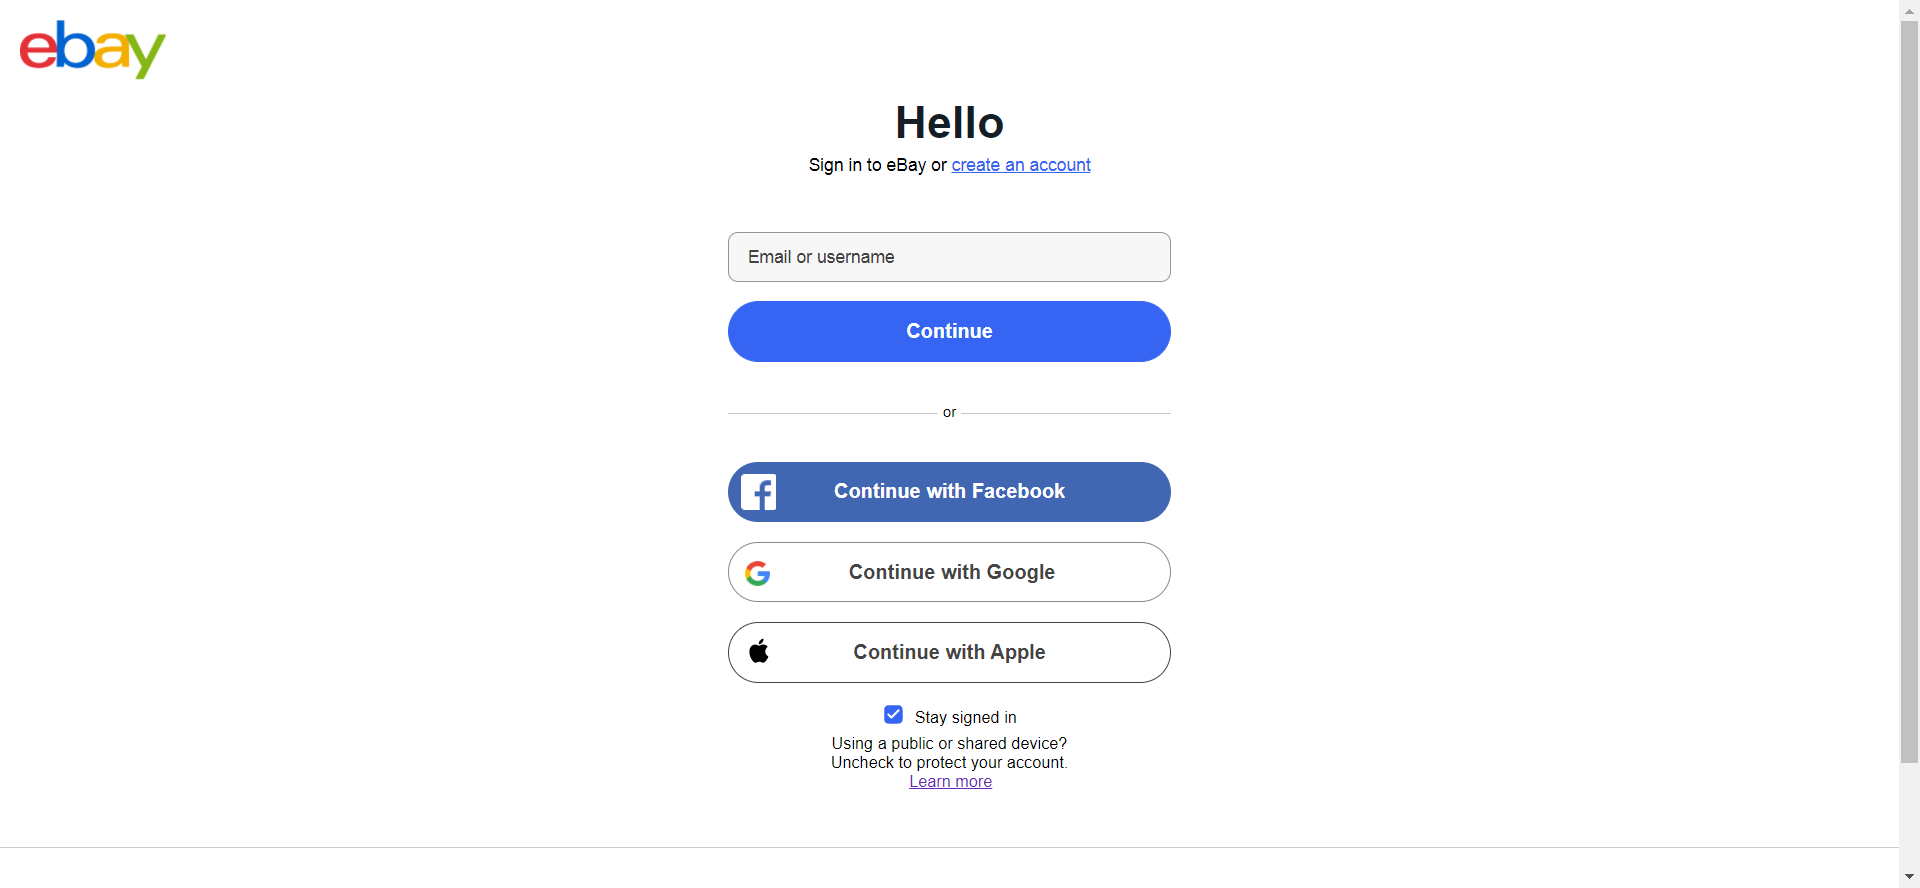 ebay
Hello
Sign in to eBay or create an account
Email or username
Continue
or
Continue with Facebook
Continue with Google
Continue with Apple
Stay signed in
Using a public or shared device?
Uncheck to protect your account.
Learn more